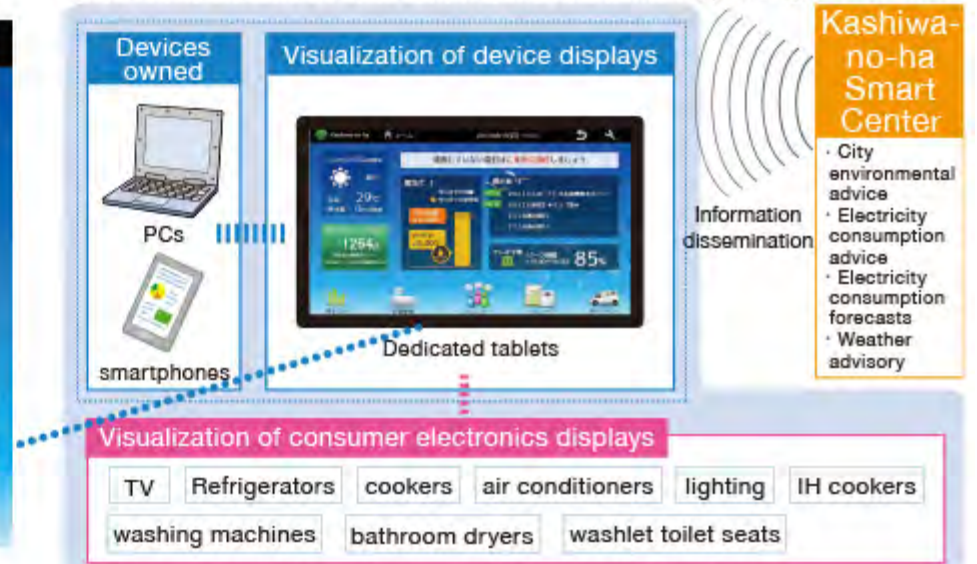 Devices
owned
PCs
smartphones
Visualization of device displays
29
1264
85%
Dedicated tablets
Information
dissemination
Kashiwa-
no-ha
Smart
Center
· City
environmental
advice
· Electricity
consumption
advice
· Electricity
consumption
forecasts
· Weather
advisory
Visualization of consumer electronics displays
TV
Refrigerators
cookers
air conditioners
lighting
IH cookers
washing machines
bathroom dryers
washlet toilet seats